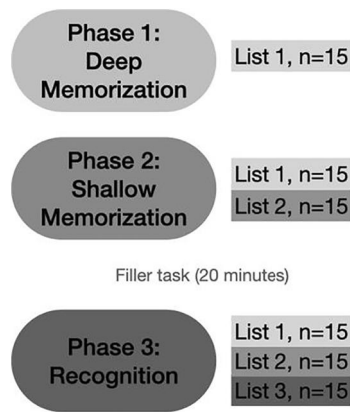 Phase 1:
Deep
Memorization
List 1, n=15
Phase 2:
Shallow
Memorization
List 1, n=15
List 2, n=15
Filler task (20 minutes)
Phase 3:
Recognition
List 1, n=15
List 2, n=15
List 3, n=15